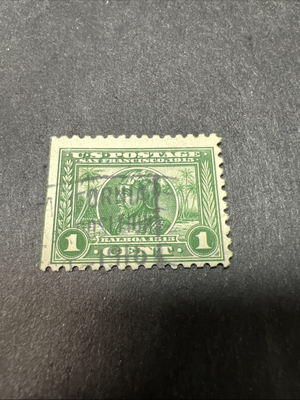 U.S. POSTAGE
SAN FRANCISCO, 1915.
BALBOA 1513
1 CENT 1